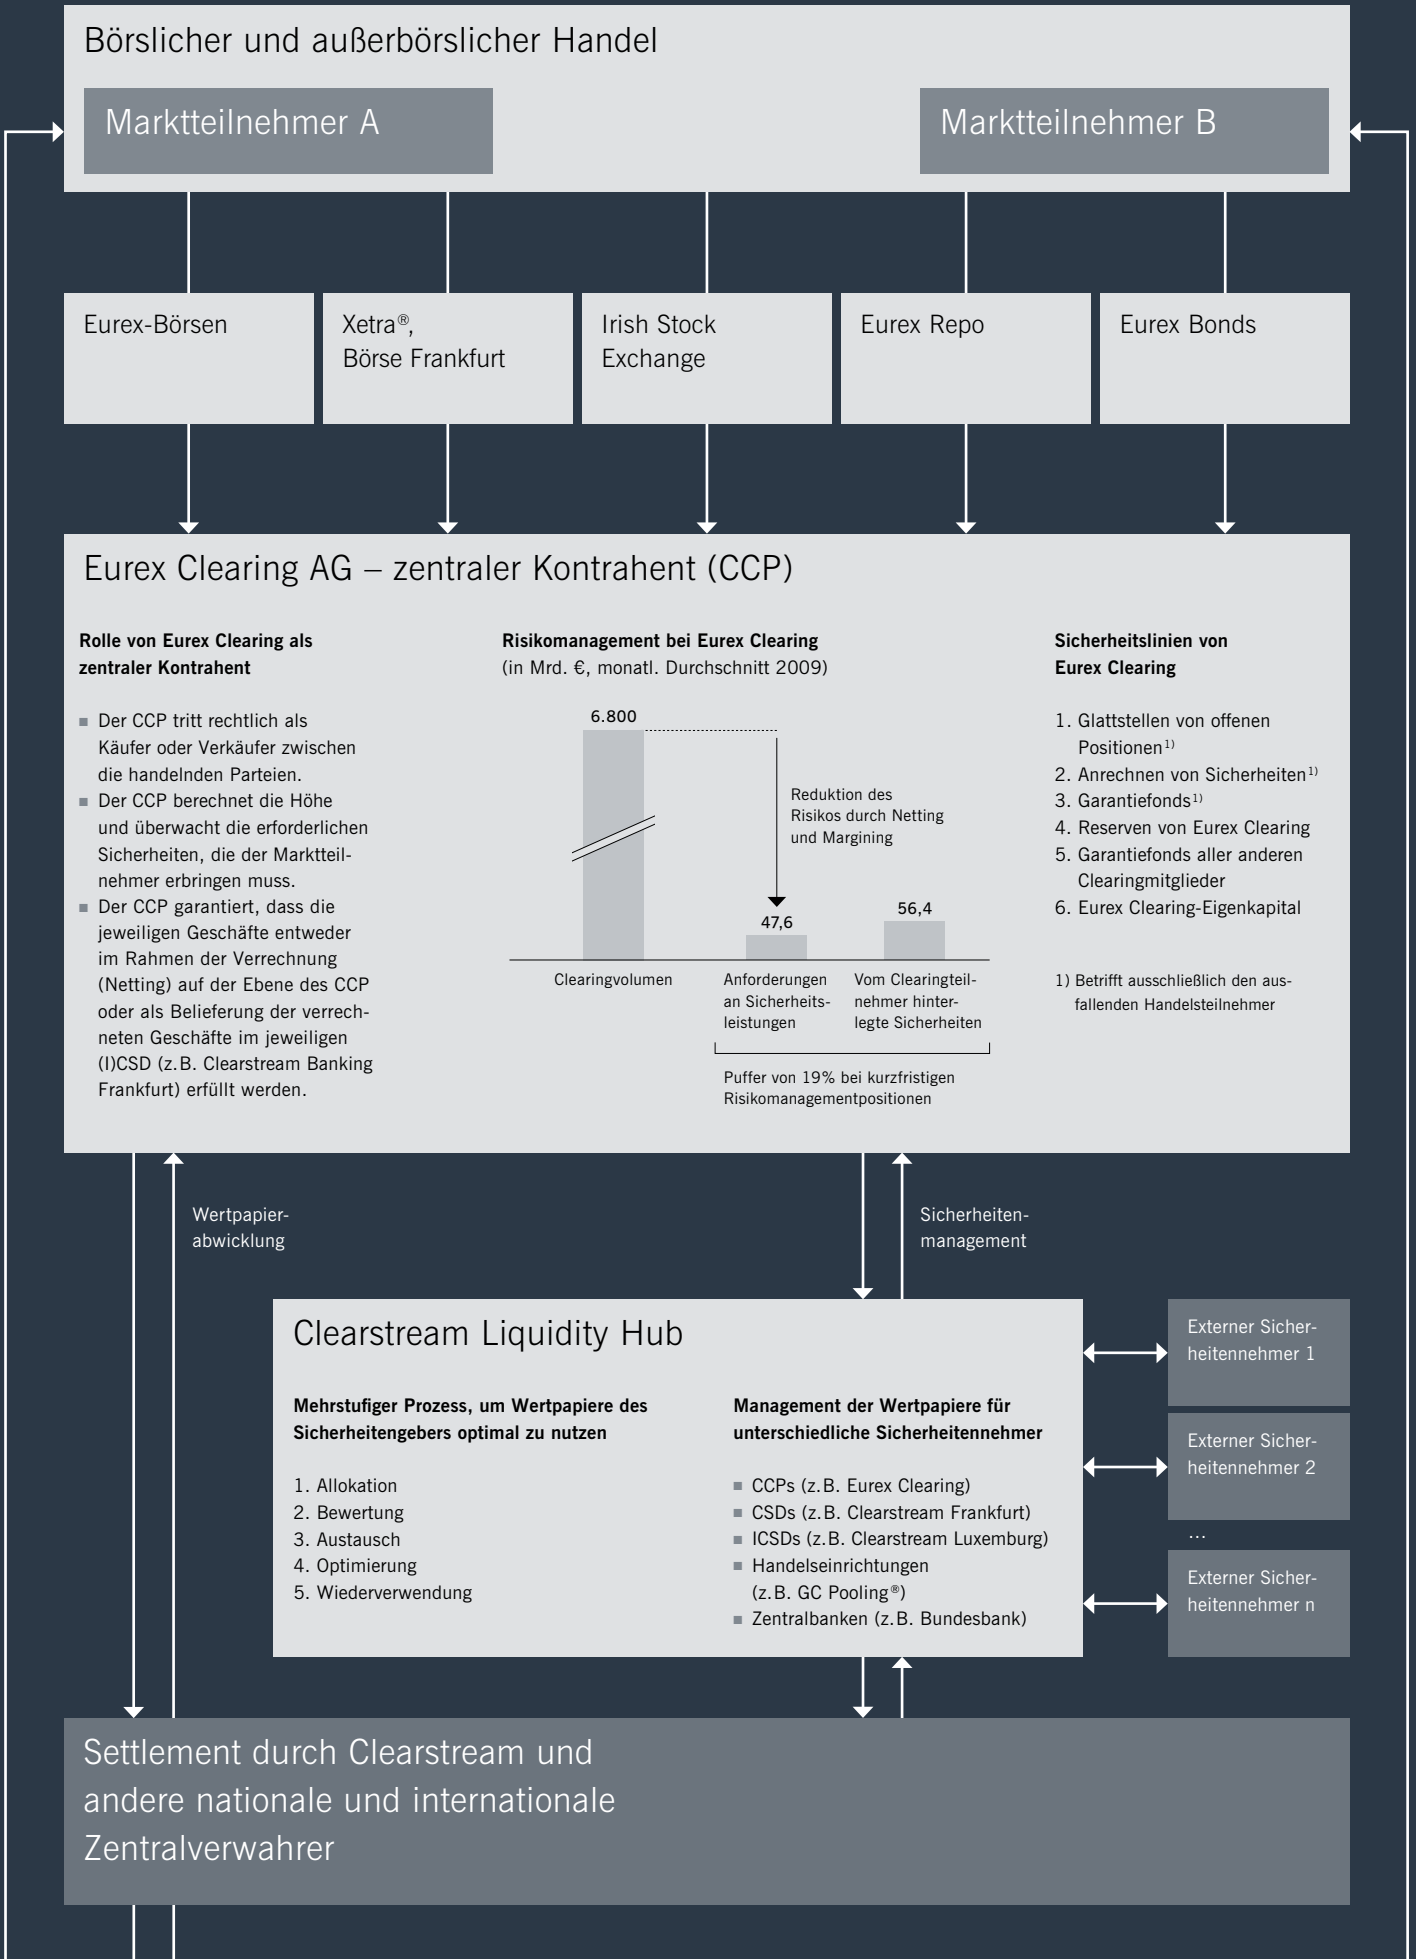 Börslicher und außerbörslicher Handel
Marktteilnehmer A
Marktteilnehmer B
Eurex-Börsen
Xetra®,
Börse Frankfurt
Irish Stock
Exchange
Eurex Repo
Eurex Bonds
Eurex Clearing AG – zentraler Kontrahent (CCP)
Rolle von Eurex Clearing als
zentraler Kontrahent
■ Der CCP tritt rechtlich als
Käufer oder Verkäufer zwischen
die handelnden Parteien.
■ Der CCP berechnet die Höhe
und überwacht die erforderlichen
Sicherheiten, die der Marktteil-
nehmer erbringen muss.
■ Der CCP garantiert, dass die
jeweiligen Geschäfte entweder
im Rahmen der Verrechnung
(Netting) auf der Ebene des CCP
oder als Belieferung der verrech-
neten Geschäfte im jeweiligen
(I)CSD (z.B. Clearstream Banking
Frankfurt) erfüllt werden.
Risikomanagement bei Eurex Clearing
(in Mrd. €, monatl. Durchschnitt 2009)
6.800
Reduktion des
Risikos durch Netting
und Margining
47,6
56,4
Clearingvolumen
Anforderungen
an Sicherheits-
leistungen
Vom Clearingteil-
nehmer hinter-
legte Sicherheiten
Puffer von 19% bei kurzfristigen
Risikomanagementpositionen
Sicherheitslinien von
Eurex Clearing
1. Glattstellen von offenen
Positionen¹⁾
2. Anrechnen von Sicherheiten¹⁾
3. Garantiefonds¹⁾
4. Reserven von Eurex Clearing
5. Garantiefonds aller anderen
Clearingmitglieder
6. Eurex Clearing-Eigenkapital
1) Betrifft ausschließlich den aus-
fallenden Handelsteilnehmer
Wertpapier-
abwicklung
Sicherheiten-
management
Clearstream Liquidity Hub
Mehrstufiger Prozess, um Wertpapiere des
Sicherheitengebers optimal zu nutzen
1. Allokation
2. Bewertung
3. Austausch
4. Optimierung
5. Wiederverwendung
Management der Wertpapiere für
unterschiedliche Sicherheitennehmer
■ CCPs (z.B. Eurex Clearing)
■ CSDs (z.B. Clearstream Frankfurt)
■ ICSDs (z.B. Clearstream Luxemburg)
■ Handelseinrichtungen
(z.B. GC Pooling®)
■ Zentralbanken (z.B. Bundesbank)
Externer Sicher-
heitennehmer 1
Externer Sicher-
heitennehmer 2
...
Externer Sicher-
heitennehmer n
Settlement durch Clearstream und
andere nationale und internationale
Zentralverwahrer